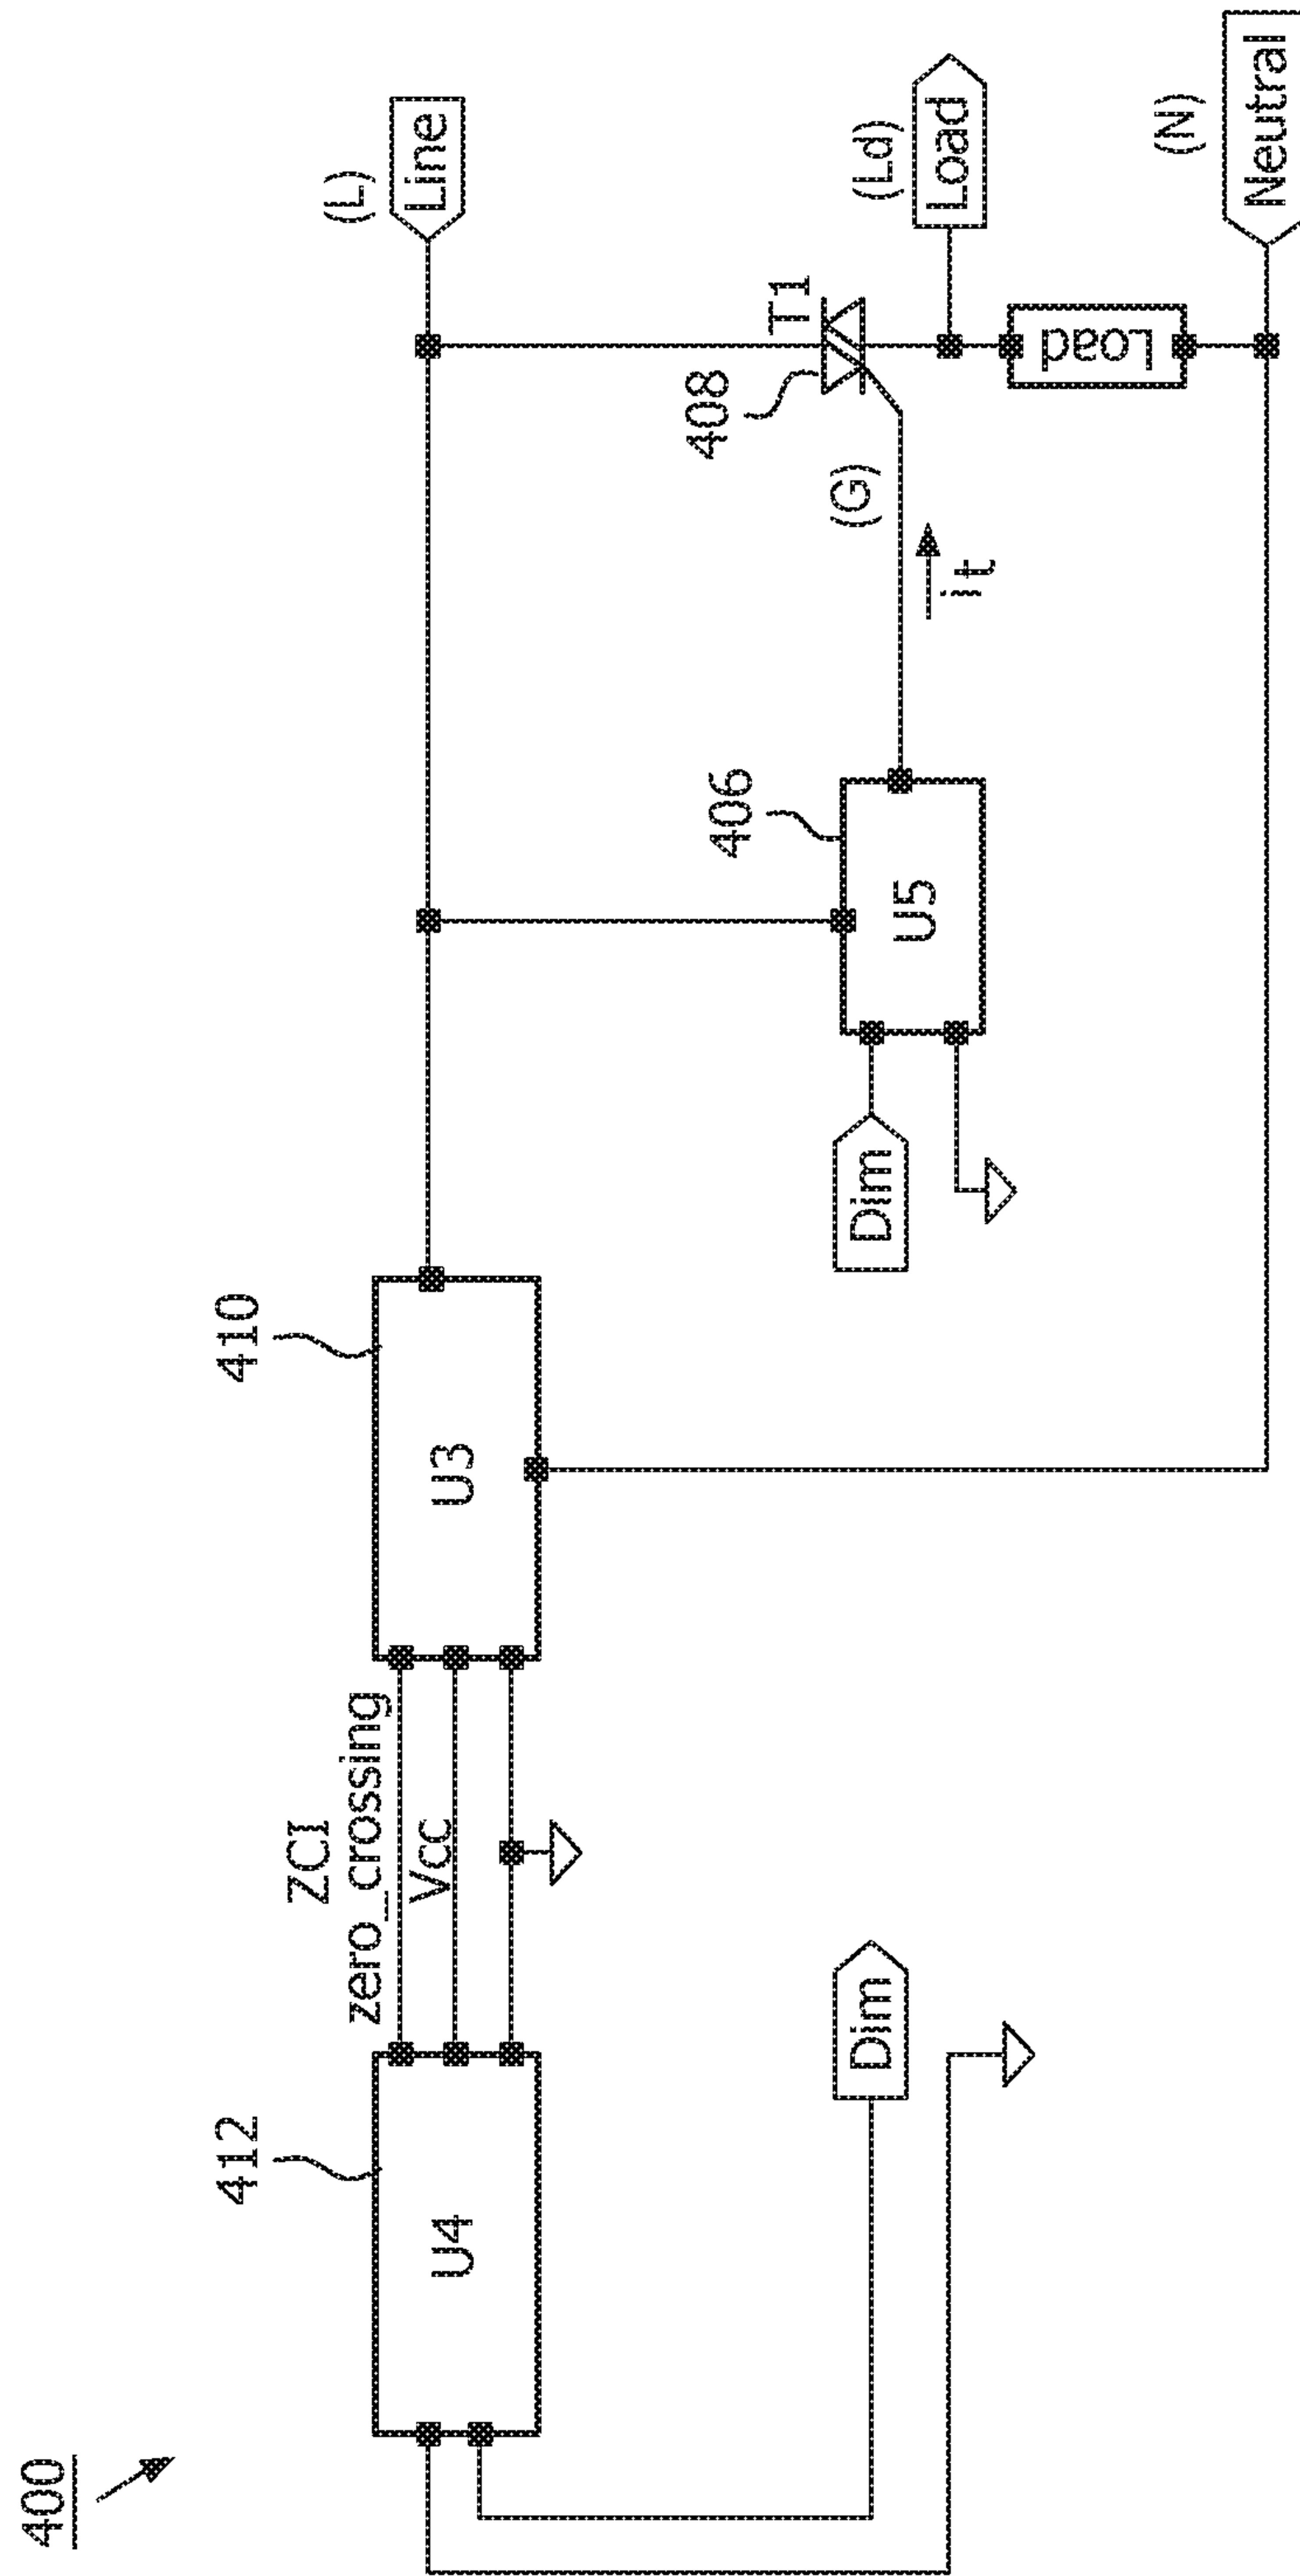 400
412
U4
ZCI
zero_crossing
Vcc
410
U3
(L)
Line
Dim
Dim
406
U5
(G)
it
408
T1
(Ld)
Load
Load
(N)
Neutral